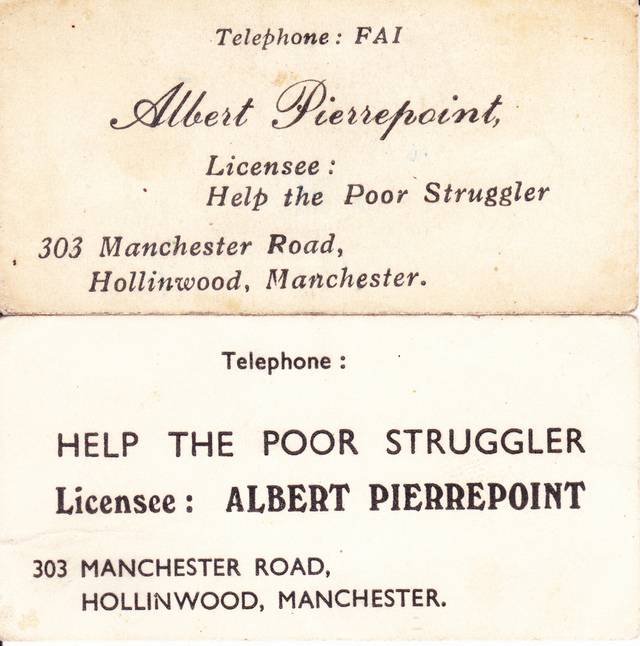 Telephone: FAI
Albert Pierrepoint,
Licensee:
Help the Poor Struggler
303 Manchester Road,
Hollinwood, Manchester.
Telephone:
HELP THE POOR STRUGGLER
Licensee: ALBERT PIERREPOINT
303 MANCHESTER ROAD,
HOLLINWOOD, MANCHESTER.